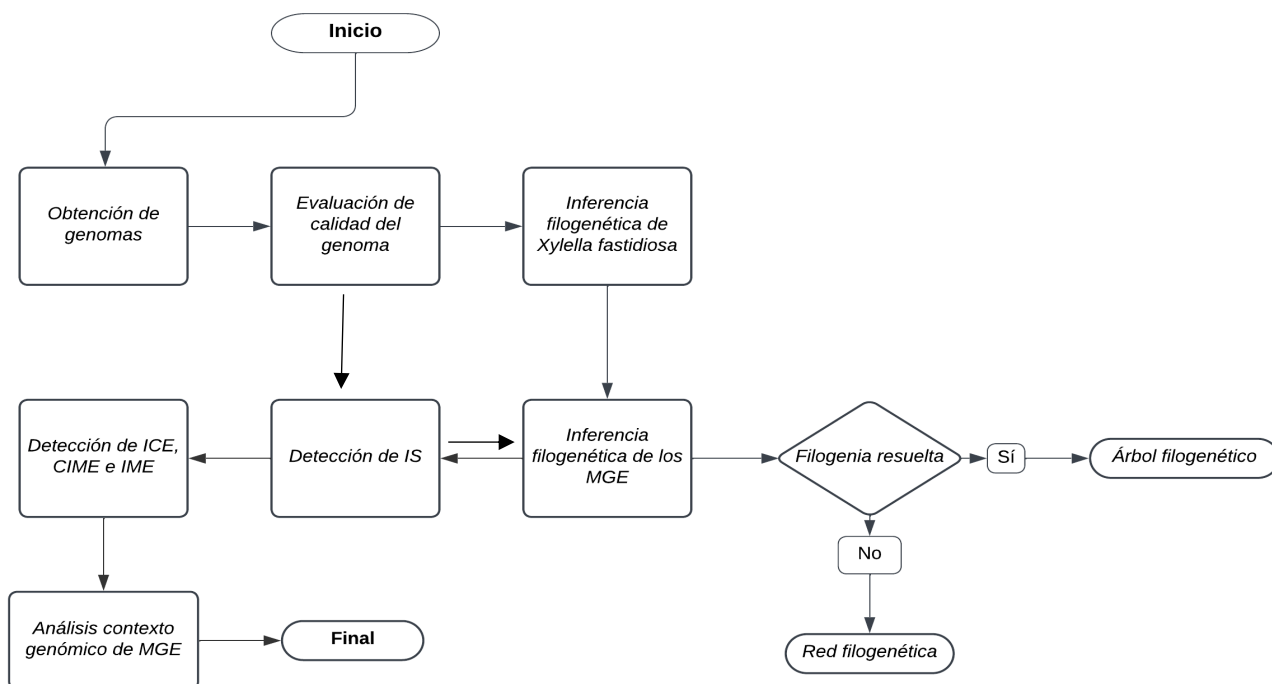 Inicio
Obtención de
genomas
Evaluación de
calidad del
genoma
Inferencia
filogenética de
Xylella fastidiosa
Detección de ICE,
CIME e IME
Detección de IS
Inferencia
filogenética de los
MGE
Filogenia resuelta
Sí
Árbol filogenético
No
Red filogenética
Análisis contexto
genómico de MGE
Final